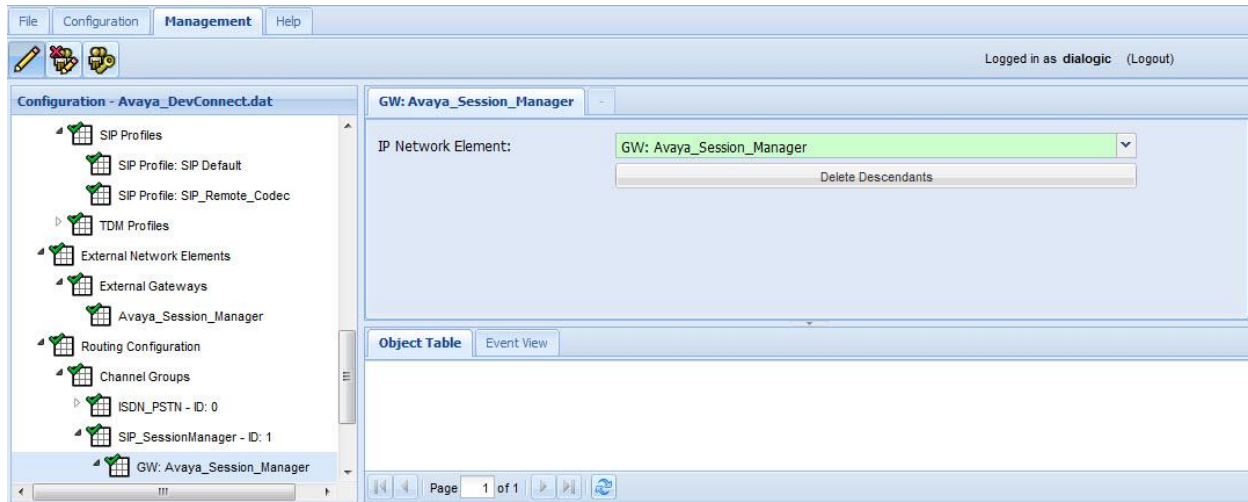 File Configuration Management Help
Logged in as dialogic (Logout)
Configuration - Avaya_DevConnect.dat
SIP Profiles
SIP Profile: SIP Default
SIP Profile: SIP_Remote_Codec
TDM Profiles
External Network Elements
External Gateways
Avaya_Session_Manager
Routing Configuration
Channel Groups
ISDN_PSTN - ID: 0
SIP_SessionManager - ID: 1
GW: Avaya_Session_Manager
GW: Avaya_Session_Manager -
IP Network Element: GW: Avaya_Session_Manager
Delete Descendants
Object Table Event View
Page 1 of 1